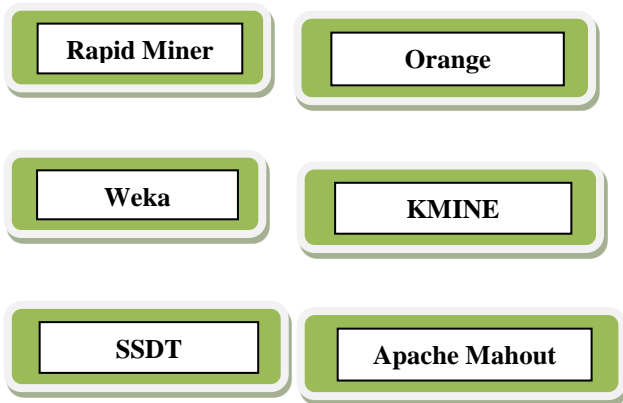 Rapid Miner
Orange
Weka
KMINE
SSDT
Apache Mahout